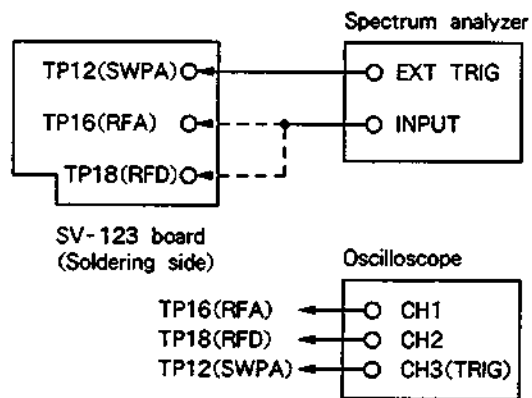 Spectrum analyzer
TP12(SWPA)
EXT TRIG
TP16(RFA)
INPUT
TP18(RFD)
SV-123 board
(Soldering side)
Oscilloscope
TP16(RFA)
CH1
TP18(RFD)
CH2
TP12(SWPA)
CH3(TRIG)